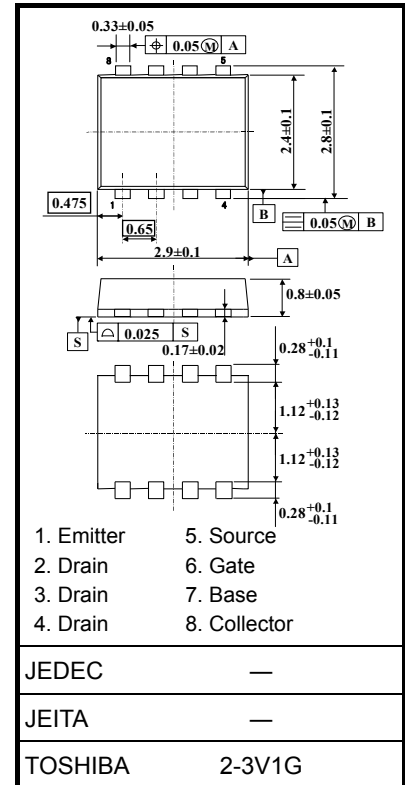 0.33±0.05
⌖ 0.05Ⓜ A
8 5
2.4±0.1
2.8±0.1
0.475
1 4
B
⌯ 0.05Ⓜ B
0.65
2.9±0.1
A
0.8±0.05
S
⌓ 0.025 S
0.17±0.02
0.28 +0.1 -0.11
1.12 +0.13 -0.12
1.12 +0.13 -0.12
0.28 +0.1 -0.11
1. Emitter 5. Source
2. Drain 6. Gate
3. Drain 7. Base
4. Drain 8. Collector
JEDEC —
JEITA —
TOSHIBA 2-3V1G